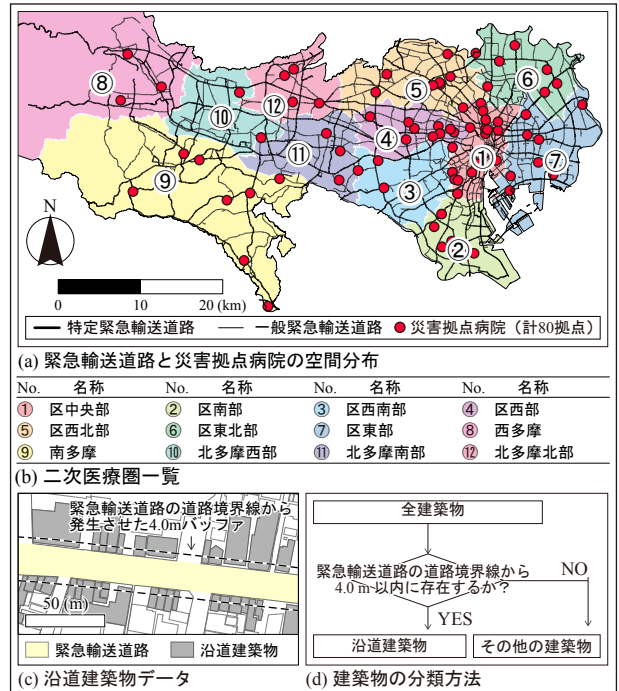 ⑧
⑩
⑫
⑤
⑥
④
⑪
①
⑦
⑨
③
②
N
0 10 20 (km)
特定緊急輸送道路 一般緊急輸送道路 災害拠点病院（計80拠点）
(a) 緊急輸送道路と災害拠点病院の空間分布
No. 名称 No. 名称 No. 名称 No. 名称
① 区中央部 ② 区南部 ③ 区西南部 ④ 区西部
⑤ 区西北部 ⑥ 区東北部 ⑦ 区東部 ⑧ 西多摩
⑨ 南多摩 ⑩ 北多摩西部 ⑪ 北多摩南部 ⑫ 北多摩北部
(b) 二次医療圏一覧
緊急輸送道路の道路境界線から
発生させた4.0mバッファ
50 (m)
緊急輸送道路 沿道建築物
(c) 沿道建築物データ
全建築物
緊急輸送道路の道路境界線から
4.0 m 以内に存在するか？
NO
YES
沿道建築物 その他の建築物
(d) 建築物の分類方法